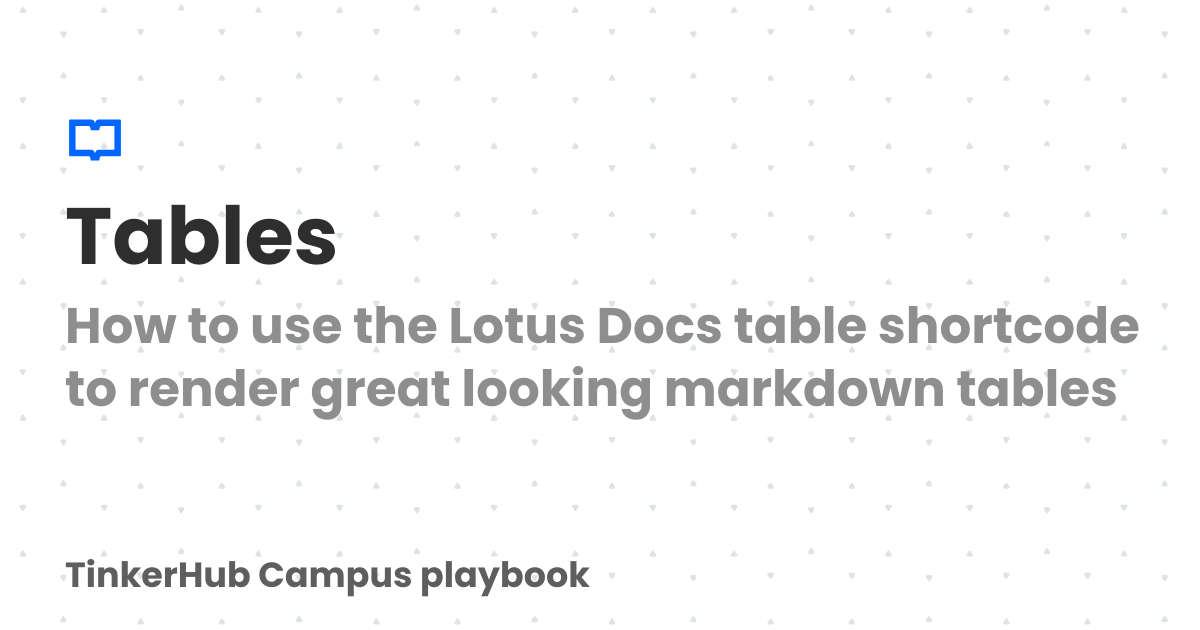 Tables
How to use the Lotus Docs table shortcode
to render great looking markdown tables
TinkerHub Campus playbook